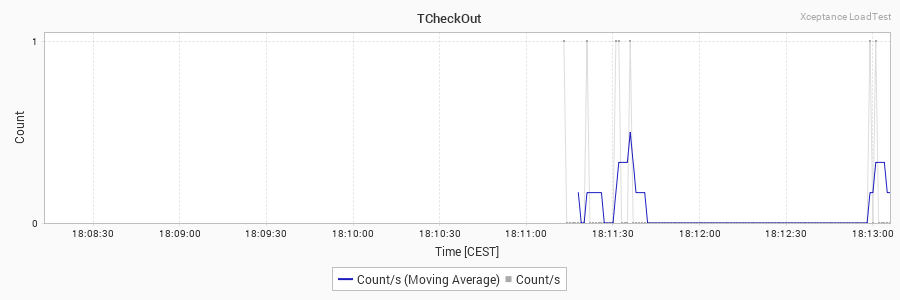 TCheckOut
Xceptance LoadTest
1
Count
0
18:08:30 18:09:00 18:09:30 18:10:00 18:10:30 18:11:00 18:11:30 18:12:00 18:12:30 18:13:00
Time [CEST]
Count/s (Moving Average) Count/s